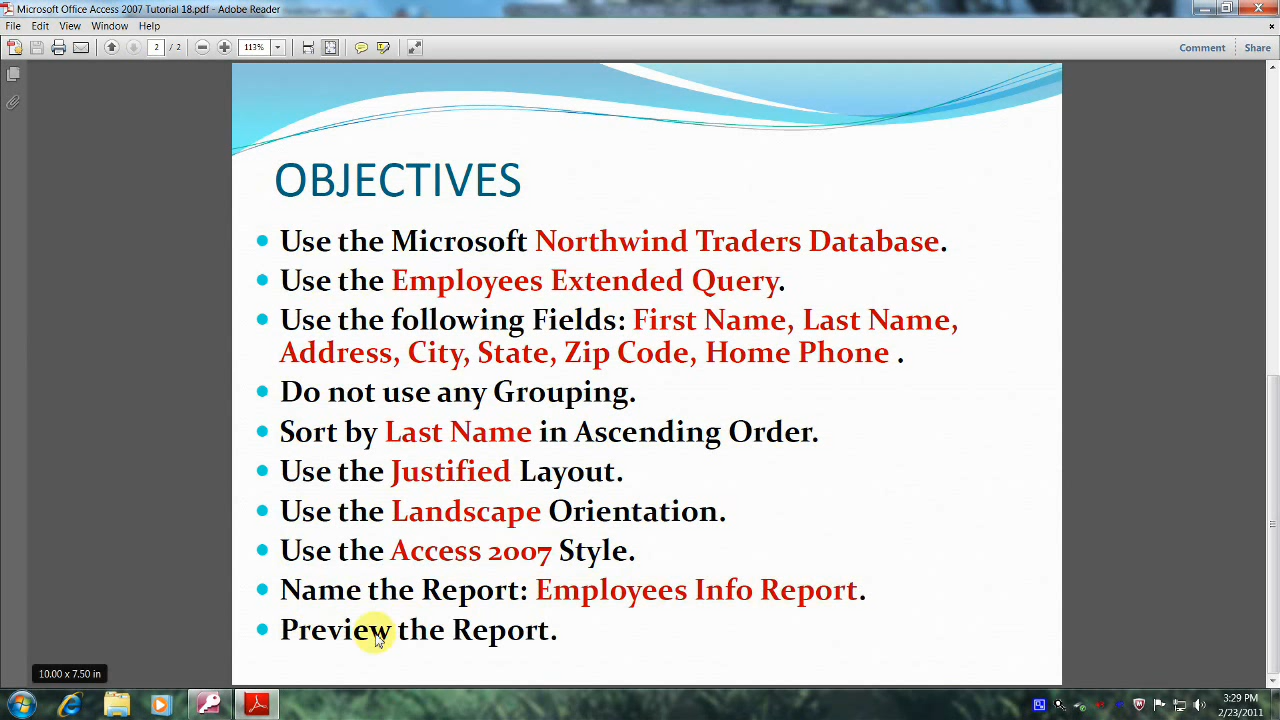 Microsoft Office Access 2007 Tutorial 18.pdf - Adobe Reader
File Edit View Window Help
2 / 2 113% Comment Share
OBJECTIVES
Use the Microsoft Northwind Traders Database.
Use the Employees Extended Query.
Use the following Fields: First Name, Last Name,
Address, City, State, Zip Code, Home Phone .
Do not use any Grouping.
Sort by Last Name in Ascending Order.
Use the Justified Layout.
Use the Landscape Orientation.
Use the Access 2007 Style.
Name the Report: Employees Info Report.
Preview the Report.
10.00 x 7.50 in
3:29 PM
2/23/2011